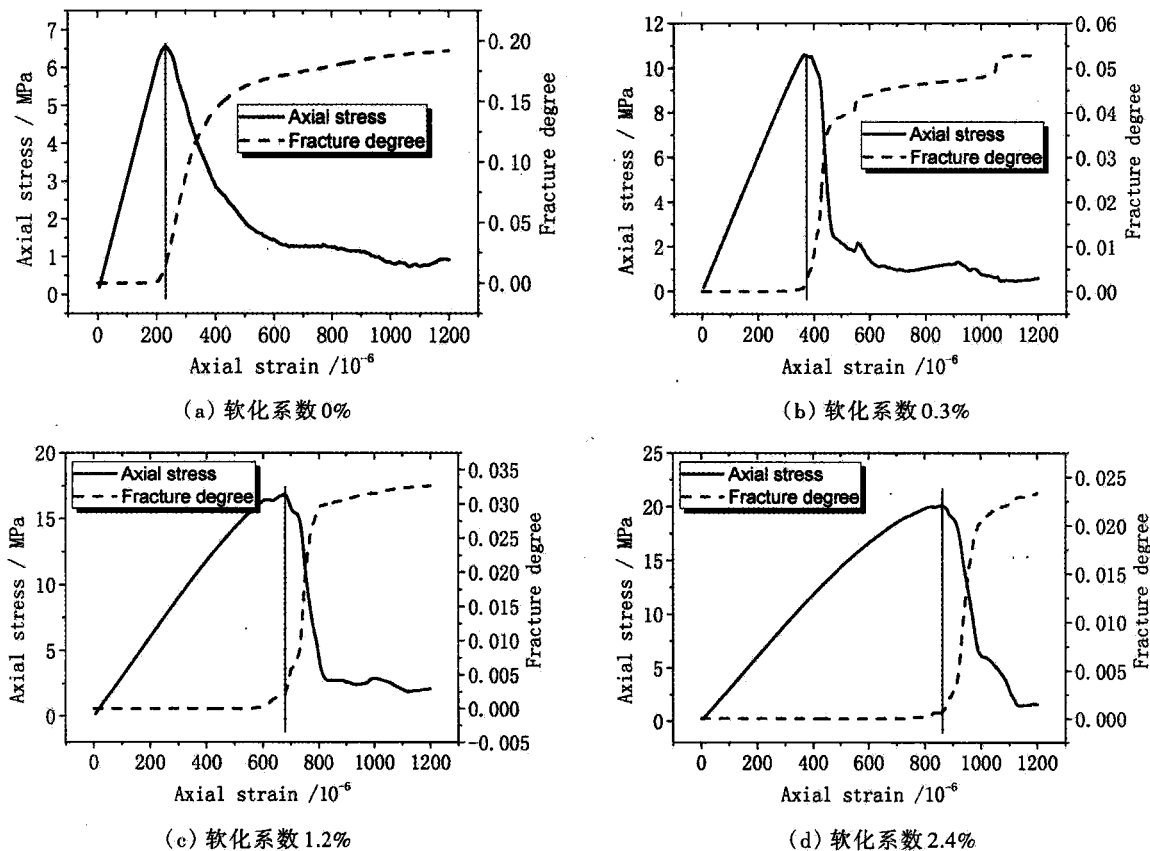 Axial stress / MPa
7
6
5
4
3
2
1
0
Axial stress
Fracture degree
0.20
0.15
0.10
0.05
0.00
Fracture degree
0 200 400 600 800 1000 1200
Axial strain /10⁻⁶
(a) 软化系数0%
Axial stress / MPa
12
10
8
6
4
2
0
Axial stress
Fracture degree
0.06
0.05
0.04
0.03
0.02
0.01
0.00
Fracture degree
0 200 400 600 800 1000 1200
Axial strain /10⁻⁶
(b) 软化系数0.3%
Axial stress / MPa
20
15
10
5
0
Axial stress
Fracture degree
0.035
0.030
0.025
0.020
0.015
0.010
0.005
0.000
-0.005
Fracture degree
0 200 400 600 800 1000 1200
Axial strain /10⁻⁶
(c) 软化系数1.2%
Axial stress / MPa
25
20
15
10
5
0
Axial stress
Fracture degree
0.025
0.020
0.015
0.010
0.005
0.000
Fracture degree
0 200 400 600 800 1000 1200
Axial strain /10⁻⁶
(d) 软化系数2.4%